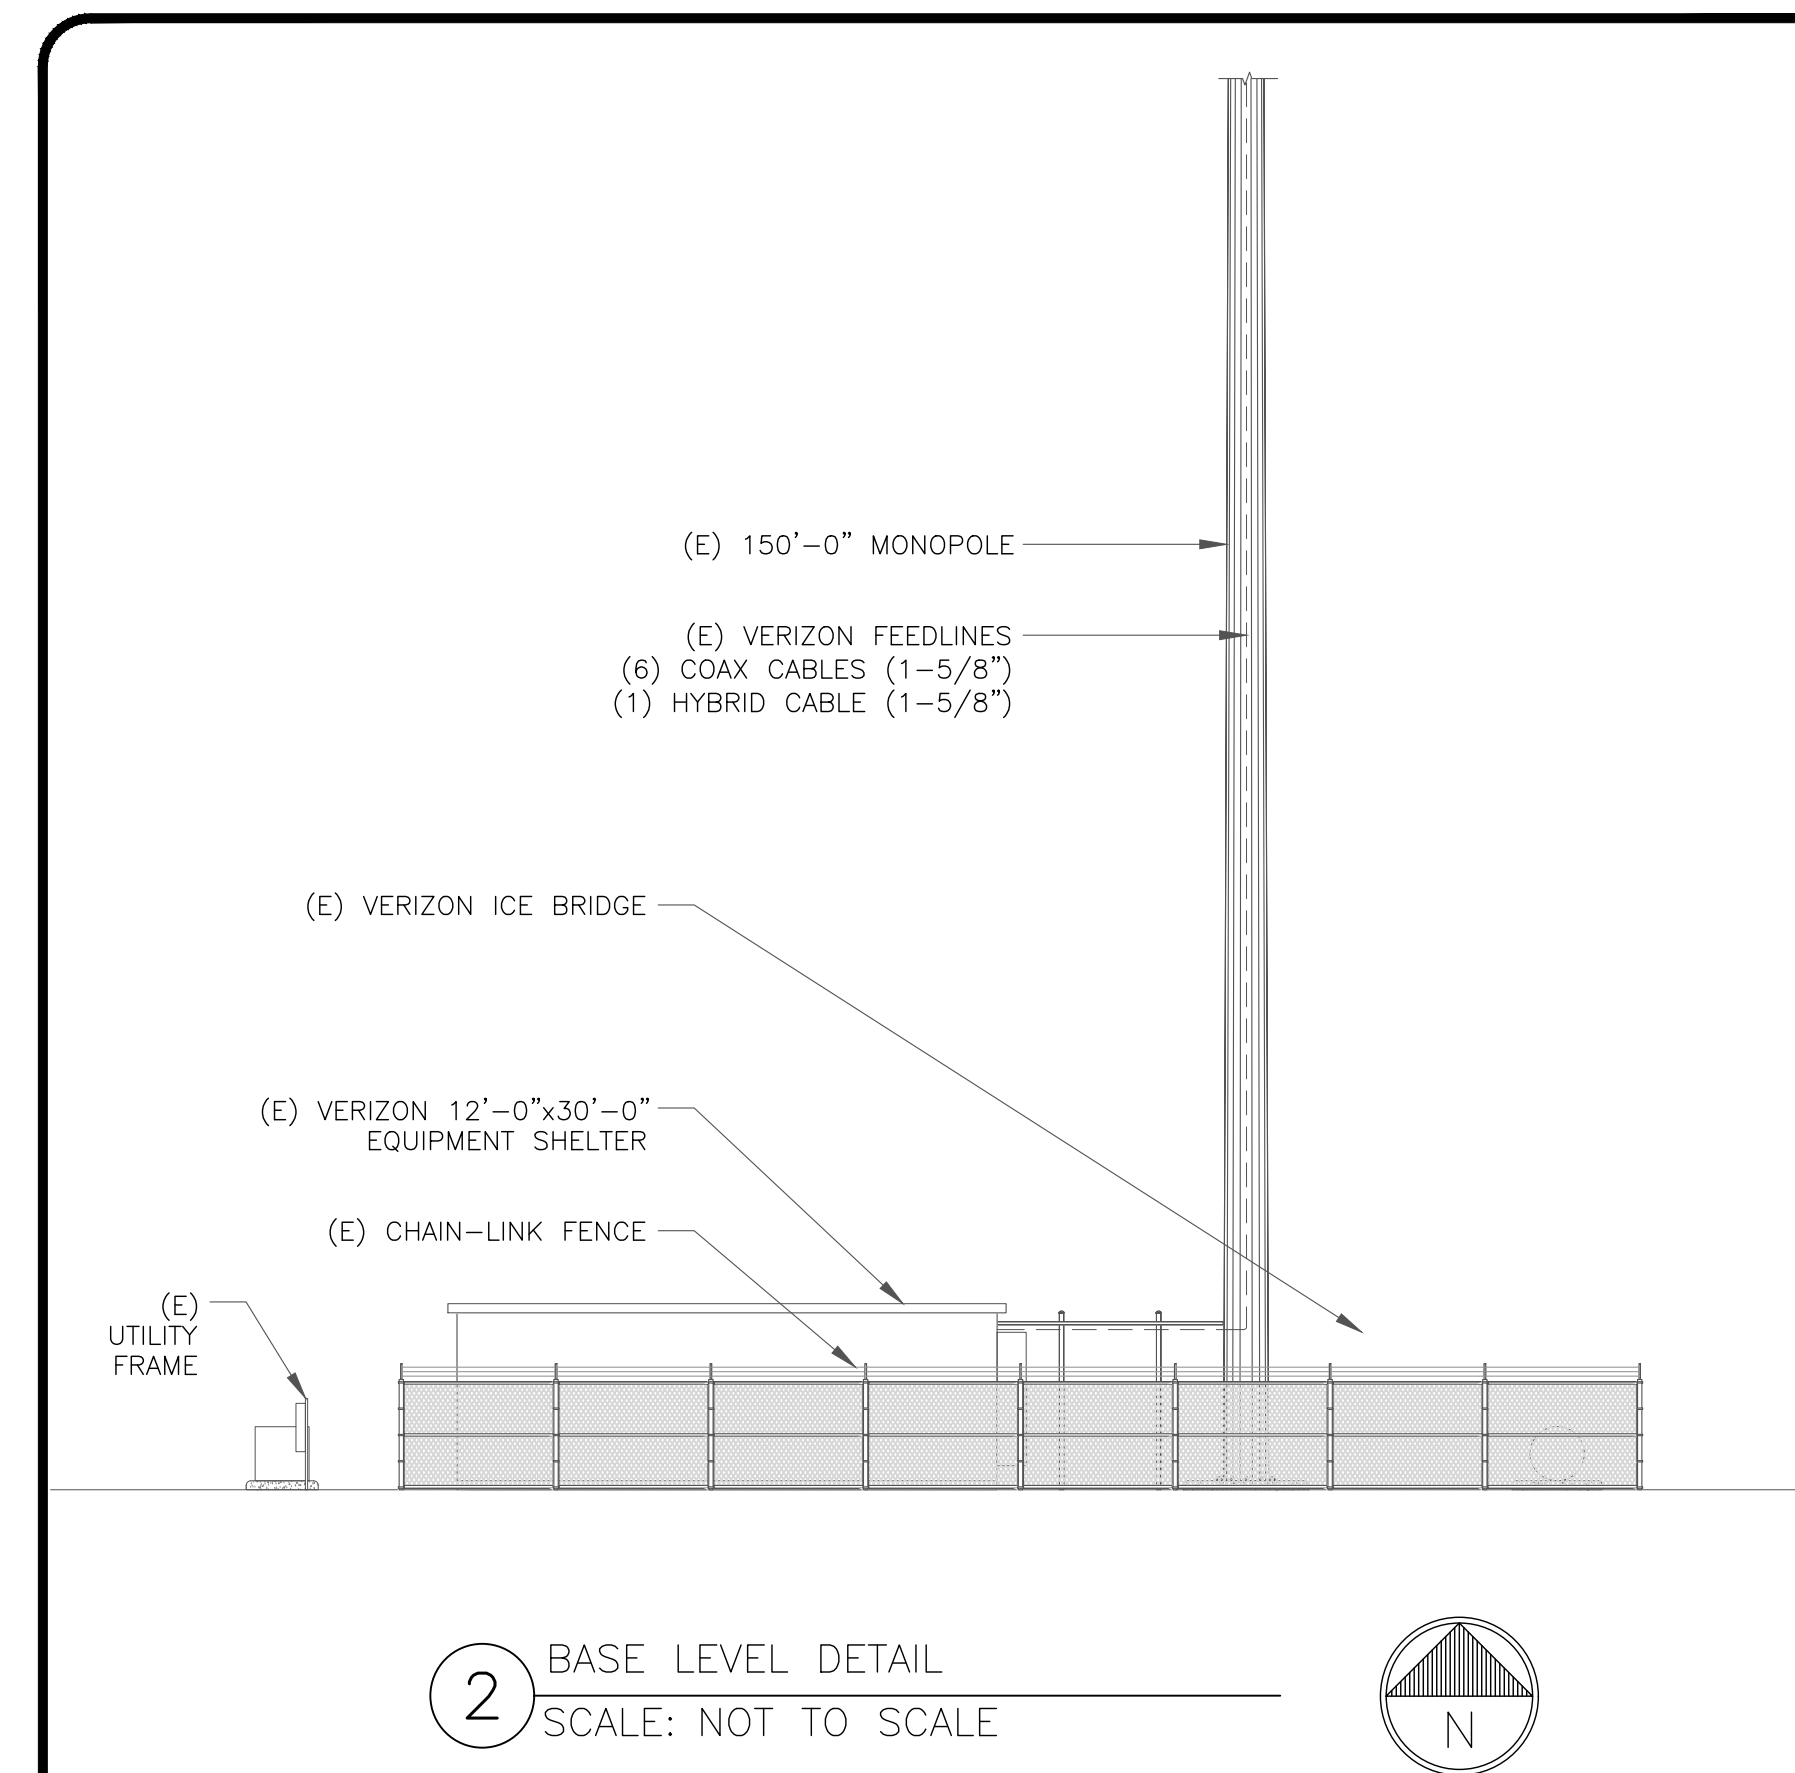 (E) 150'-0" MONOPOLE
(E) VERIZON FEEDLINES
(6) COAX CABLES (1-5/8")
(1) HYBRID CABLE (1-5/8")
(E) VERIZON ICE BRIDGE
(E) VERIZON 12'-0"x30'-0"
EQUIPMENT SHELTER
(E) CHAIN-LINK FENCE
(E)
UTILITY
FRAME
2
BASE LEVEL DETAIL
SCALE: NOT TO SCALE
N